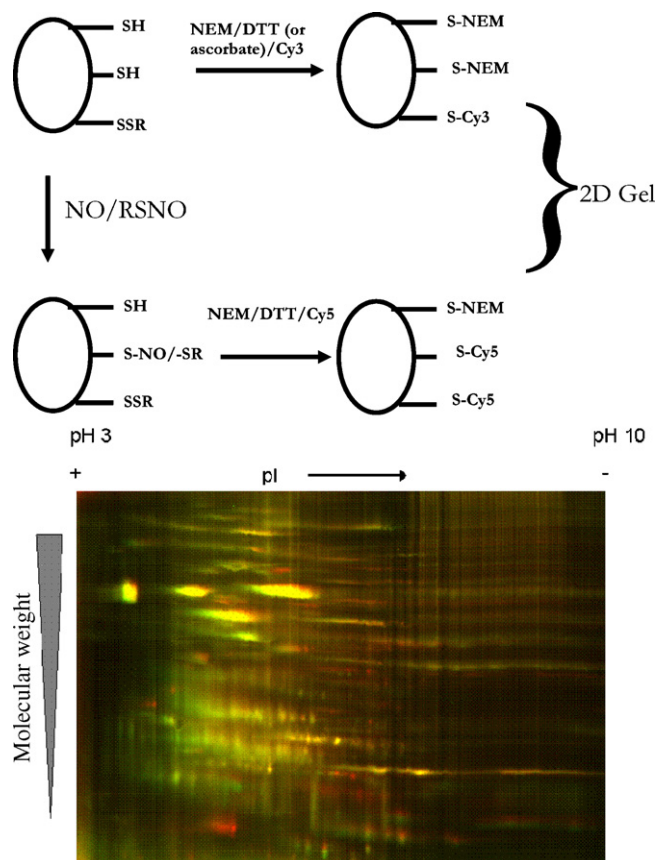 SH
SH
SSR
NEM/DTT (or
ascorbate)/Cy3
S-NEM
S-NEM
S-Cy3
NO/RSNO
2D Gel
SH
S-NO/-SR
SSR
NEM/DTT/Cy5
S-NEM
S-Cy5
S-Cy5
pH 3
pH 10
+
pI
-
Molecular weight